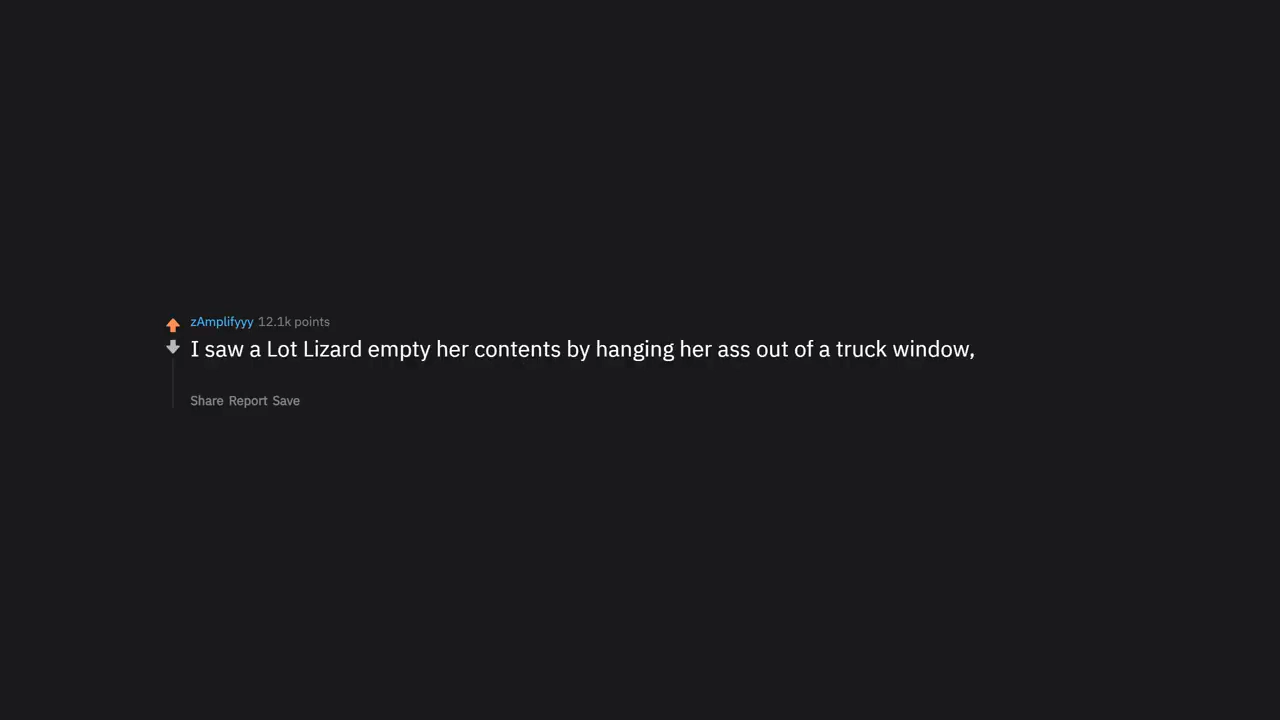 zAmplifyyy 12.1k points
I saw a Lot Lizard empty her contents by hanging her ass out of a truck window,
Share Report Save